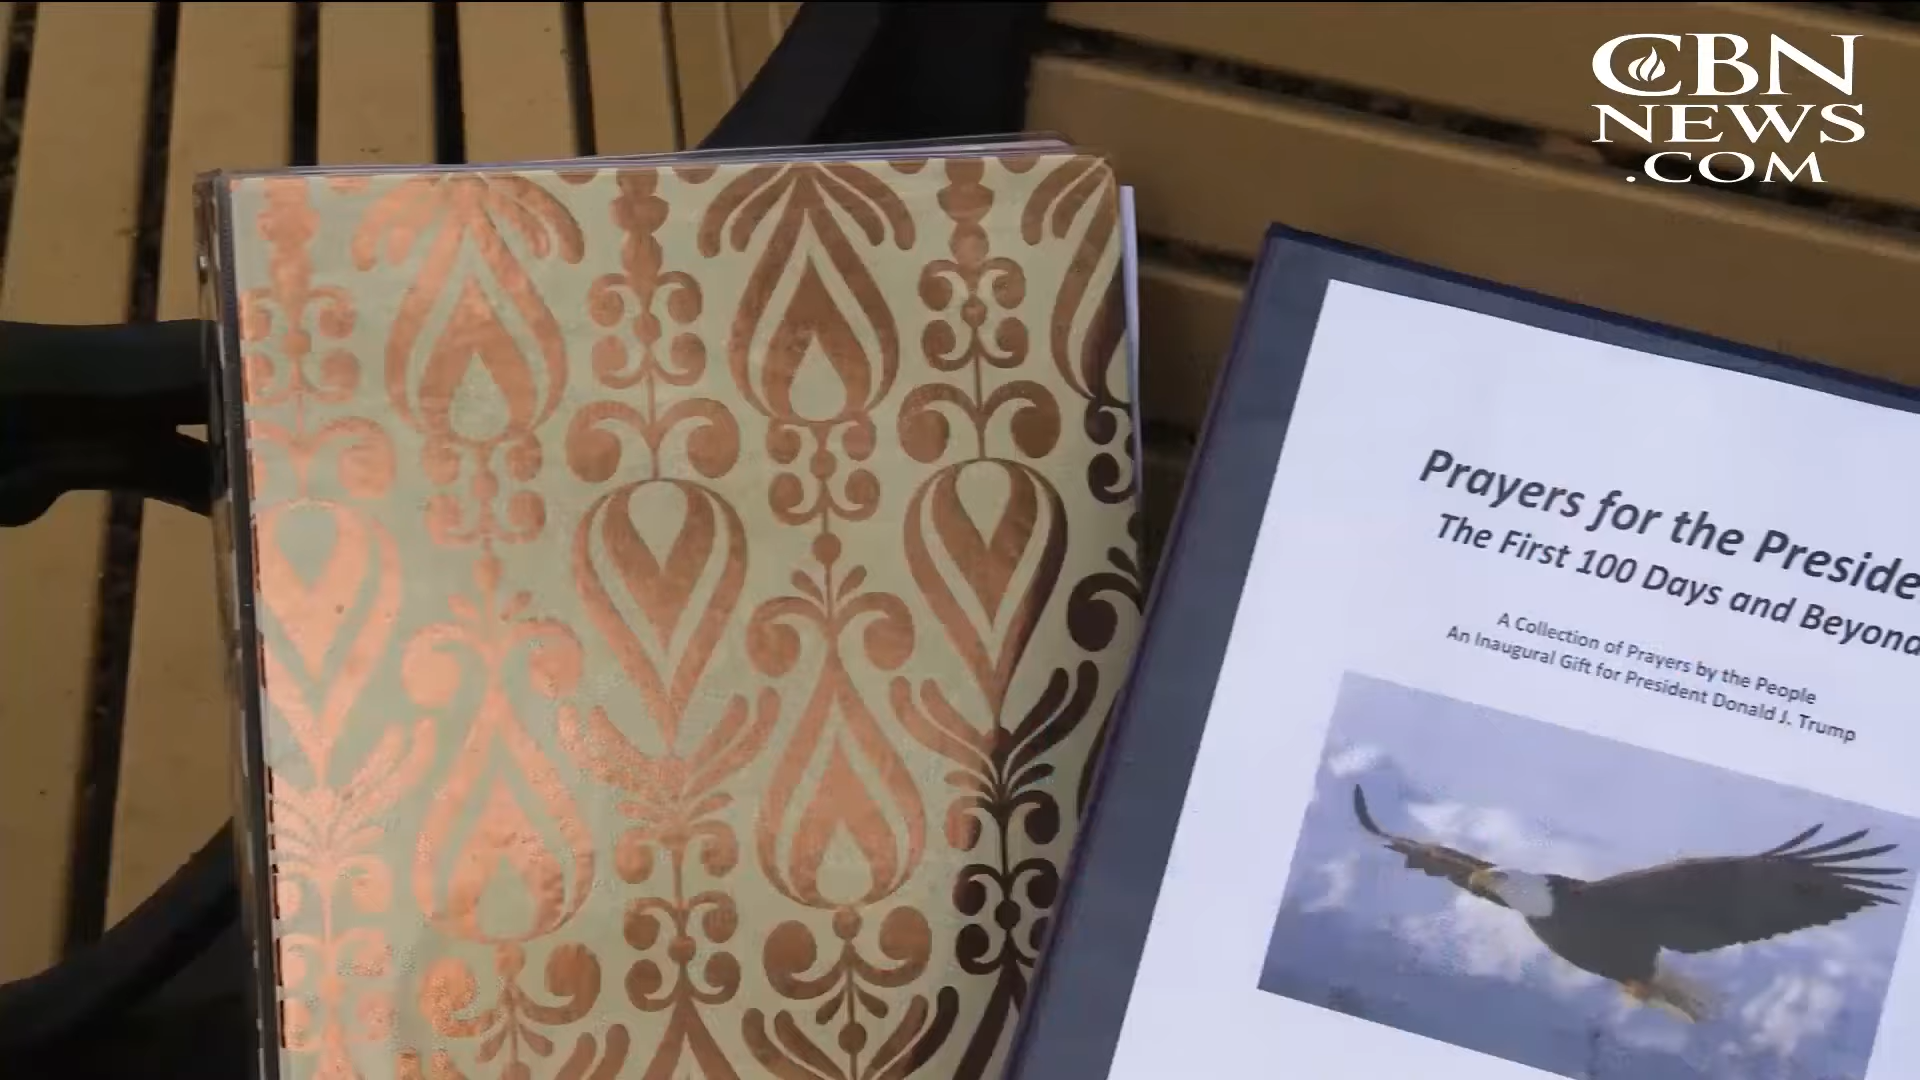 CBN
NEWS
.COM
Prayers for the Preside
The First 100 Days and Beyond
A Collection of Prayers by the People
An Inaugural Gift for President Donald J. Trump